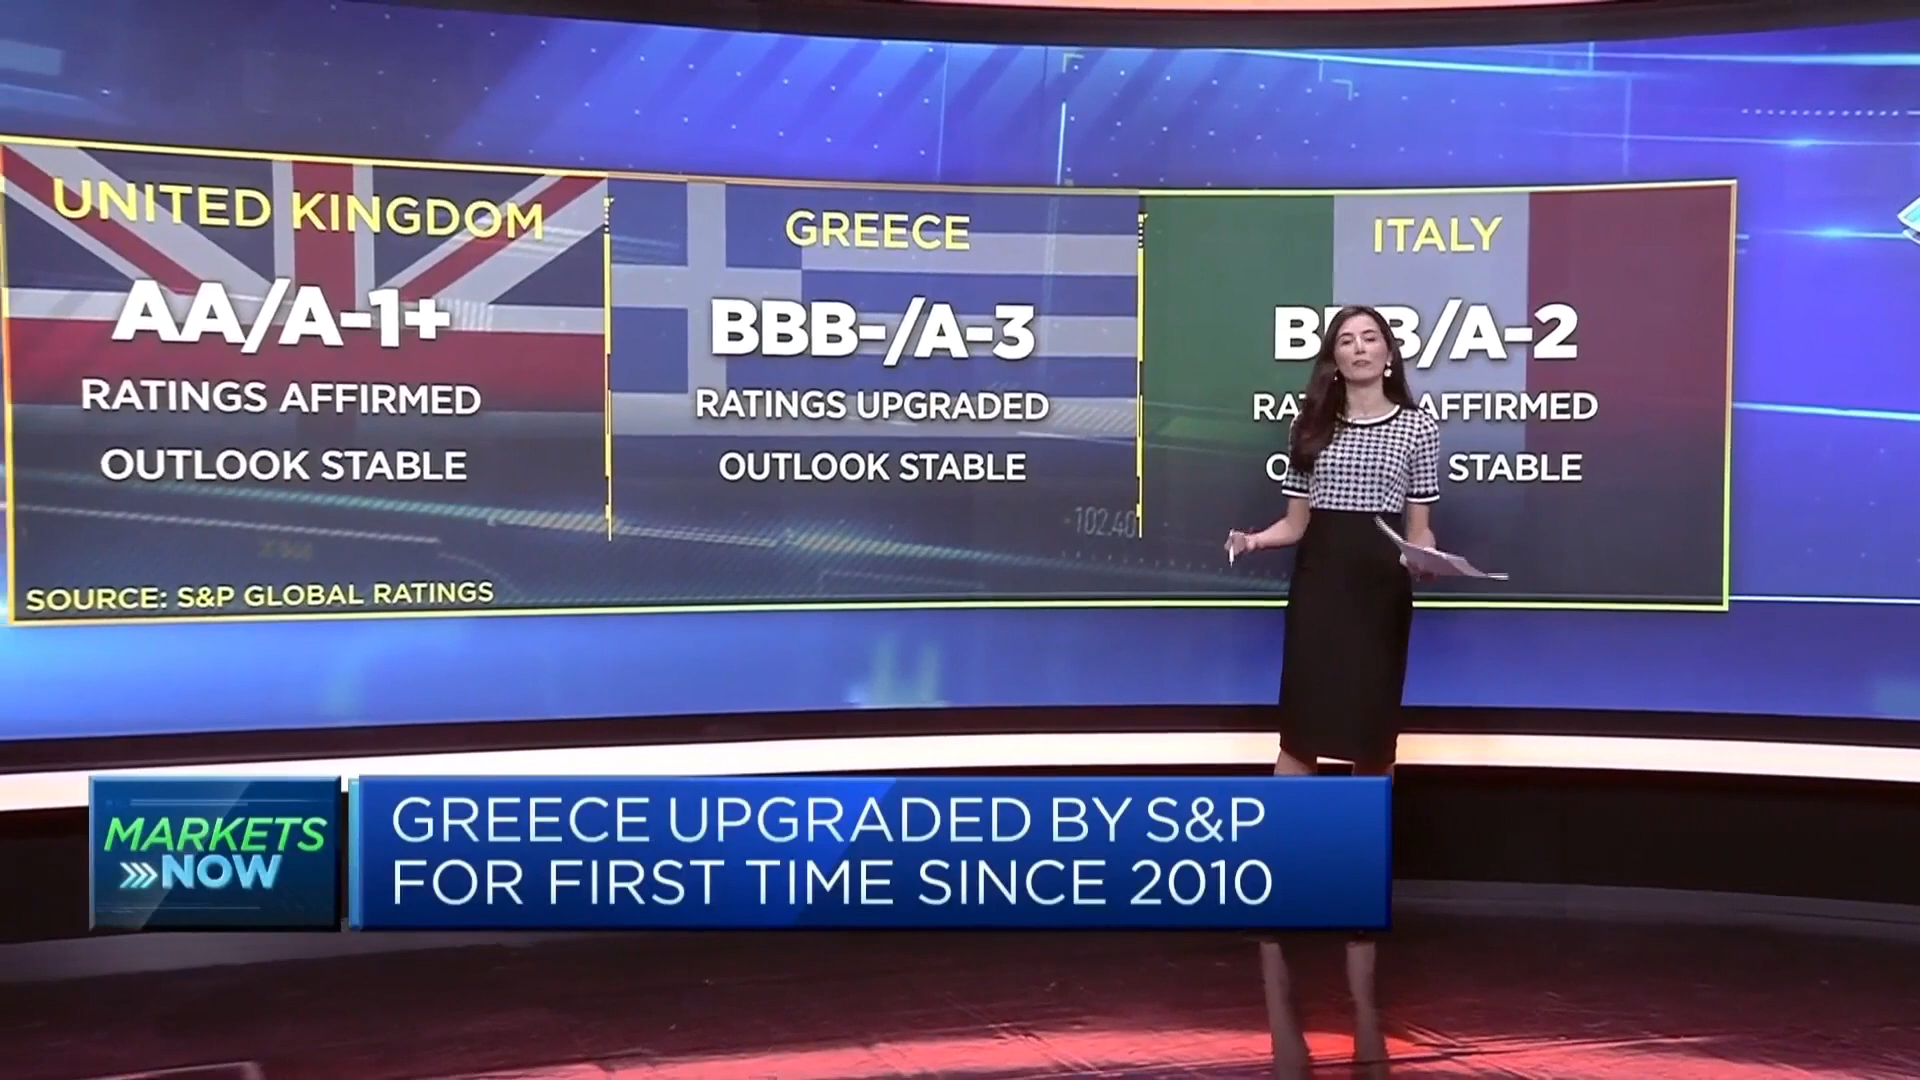 UNITED KINGDOM
AA/A-1+
RATINGS AFFIRMED
OUTLOOK STABLE
GREECE
BBB-/A-3
RATINGS UPGRADED
OUTLOOK STABLE
102.40
ITALY
B B/A-2
AFFIRMED
STABLE
SOURCE: S&P GLOBAL RATINGS
MARKETS
NOW
GREECE UPGRADED BY S&P
FOR FIRST TIME SINCE 2010